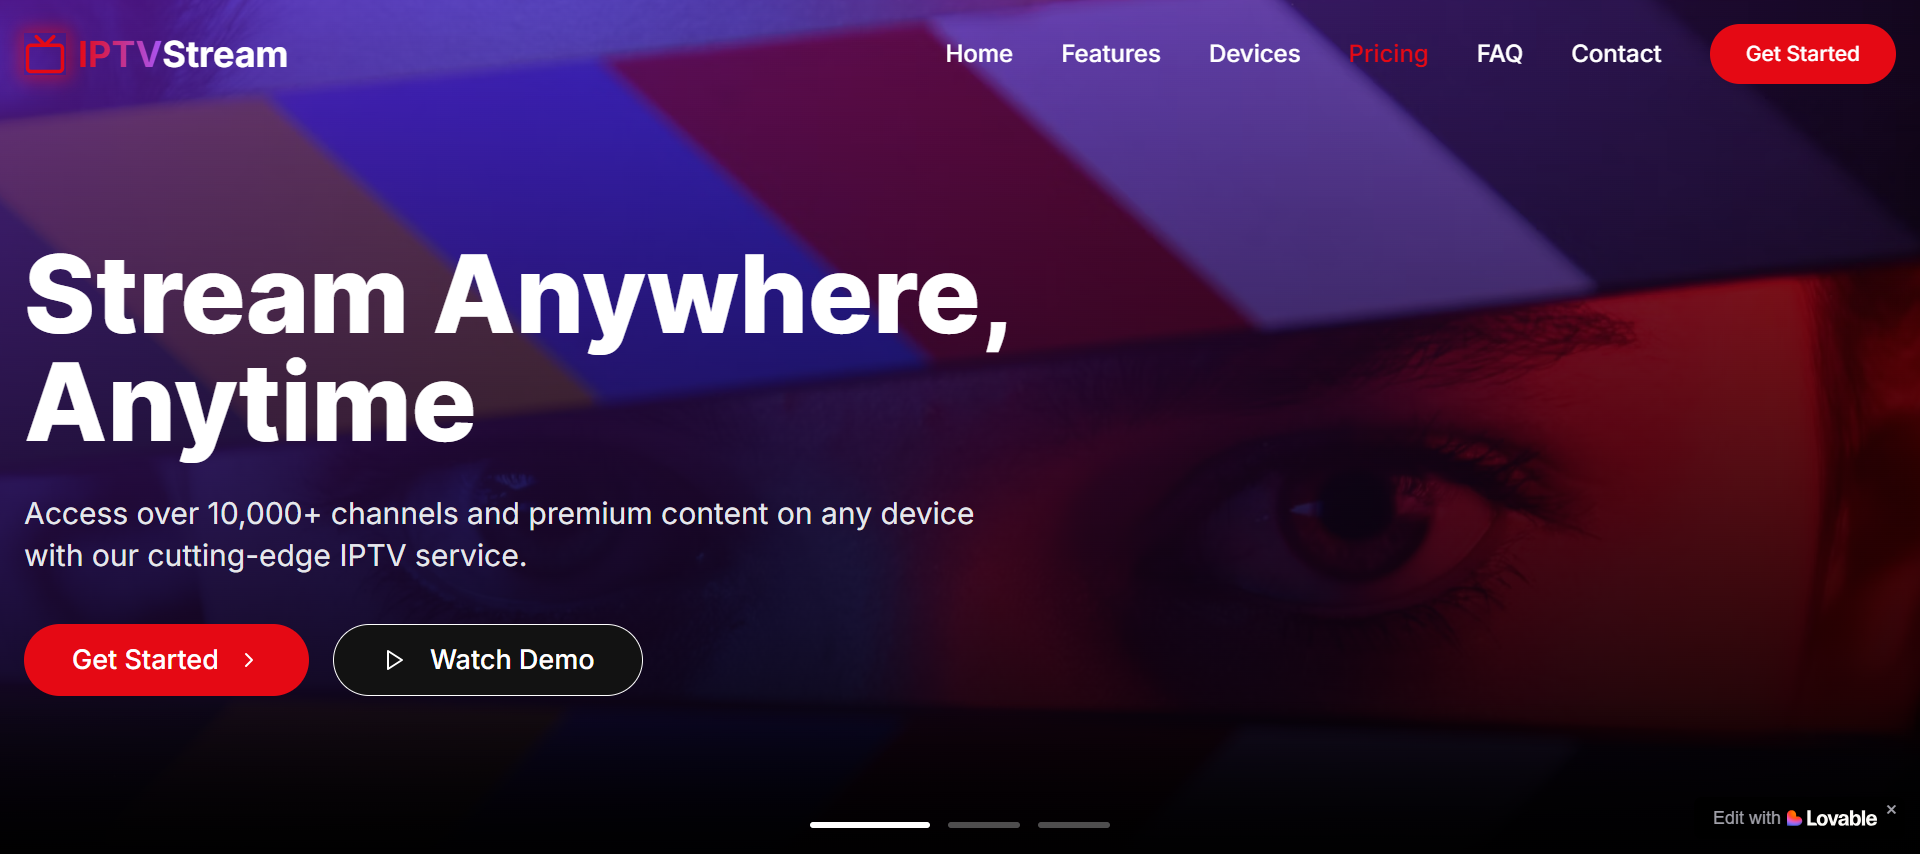 IPTVStream
Home
Features
Devices
Pricing
FAQ
Contact
Get Started
Stream Anywhere,
Anytime
Access over 10,000+ channels and premium content on any device
with our cutting-edge IPTV service.
Get Started
Watch Demo
Edit with Lovable